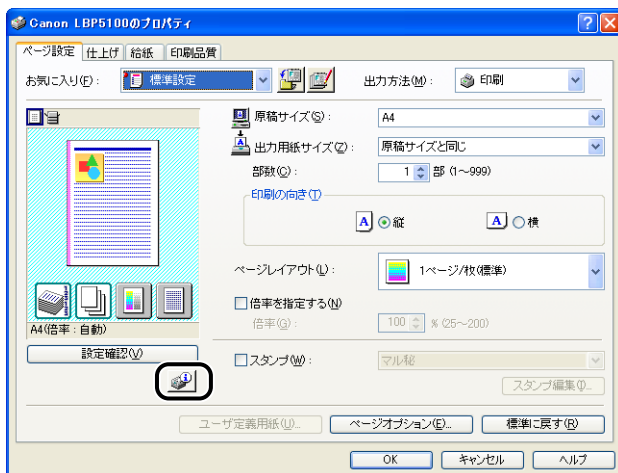 Canon LBP5100のプロパティ
ページ設定 仕上げ 給紙 印刷品質
お気に入り(F): 標準設定 出力方法(M): 印刷
原稿サイズ(S): A4
出力用紙サイズ(Z): 原稿サイズと同じ
部数(C): 1 部 (1~999)
印刷の向き(T)
A 縦 A 横
ページレイアウト(L): 1ページ/枚(標準)
倍率を指定する(N)
倍率(G): 100 % (25~200)
A4(倍率:自動)
設定確認(V)
スタンプ(W): マル秘
スタンプ編集(I)...
ユーザ定義用紙(U)... ページオプション(E)... 標準に戻す(R)
OK キャンセル ヘルプ